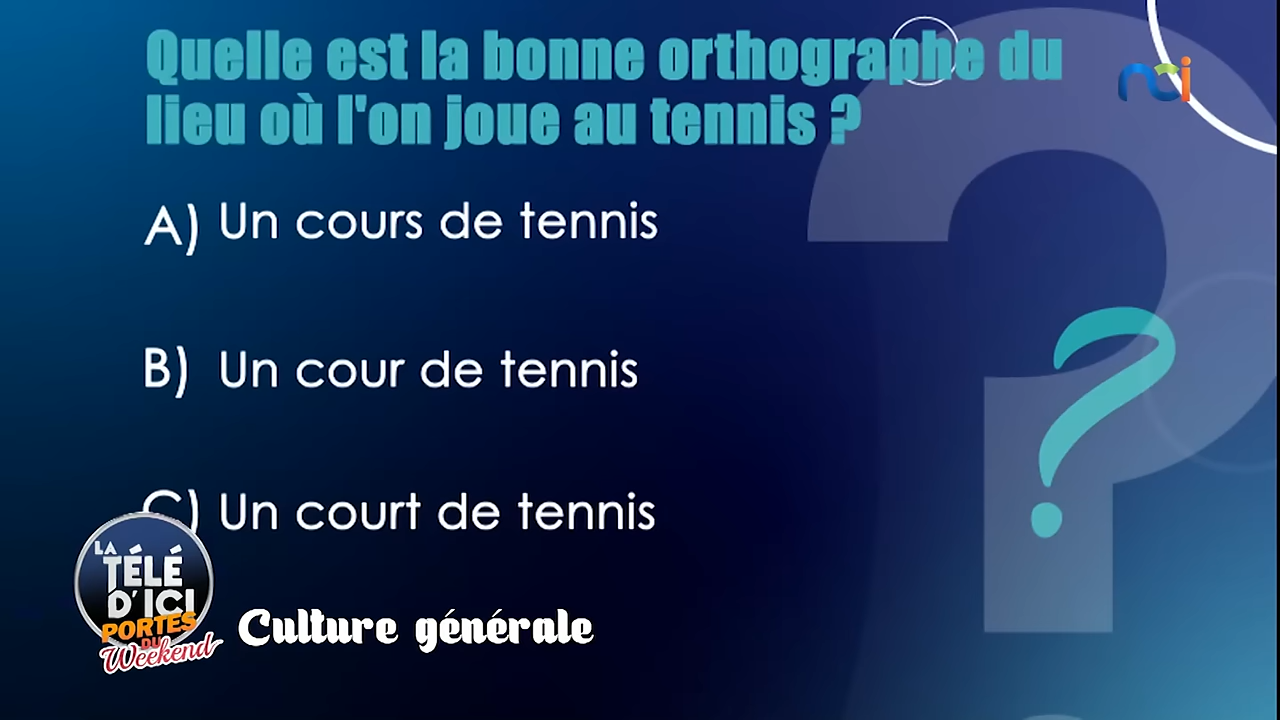 Quelle est la bonne orthographe du
lieu où l'on joue au tennis ?
nci
A) Un cours de tennis
B) Un cour de tennis
C) Un court de tennis
LA
TÉLÉ
D'ICI
PORTES
DU
Weekend
Culture générale